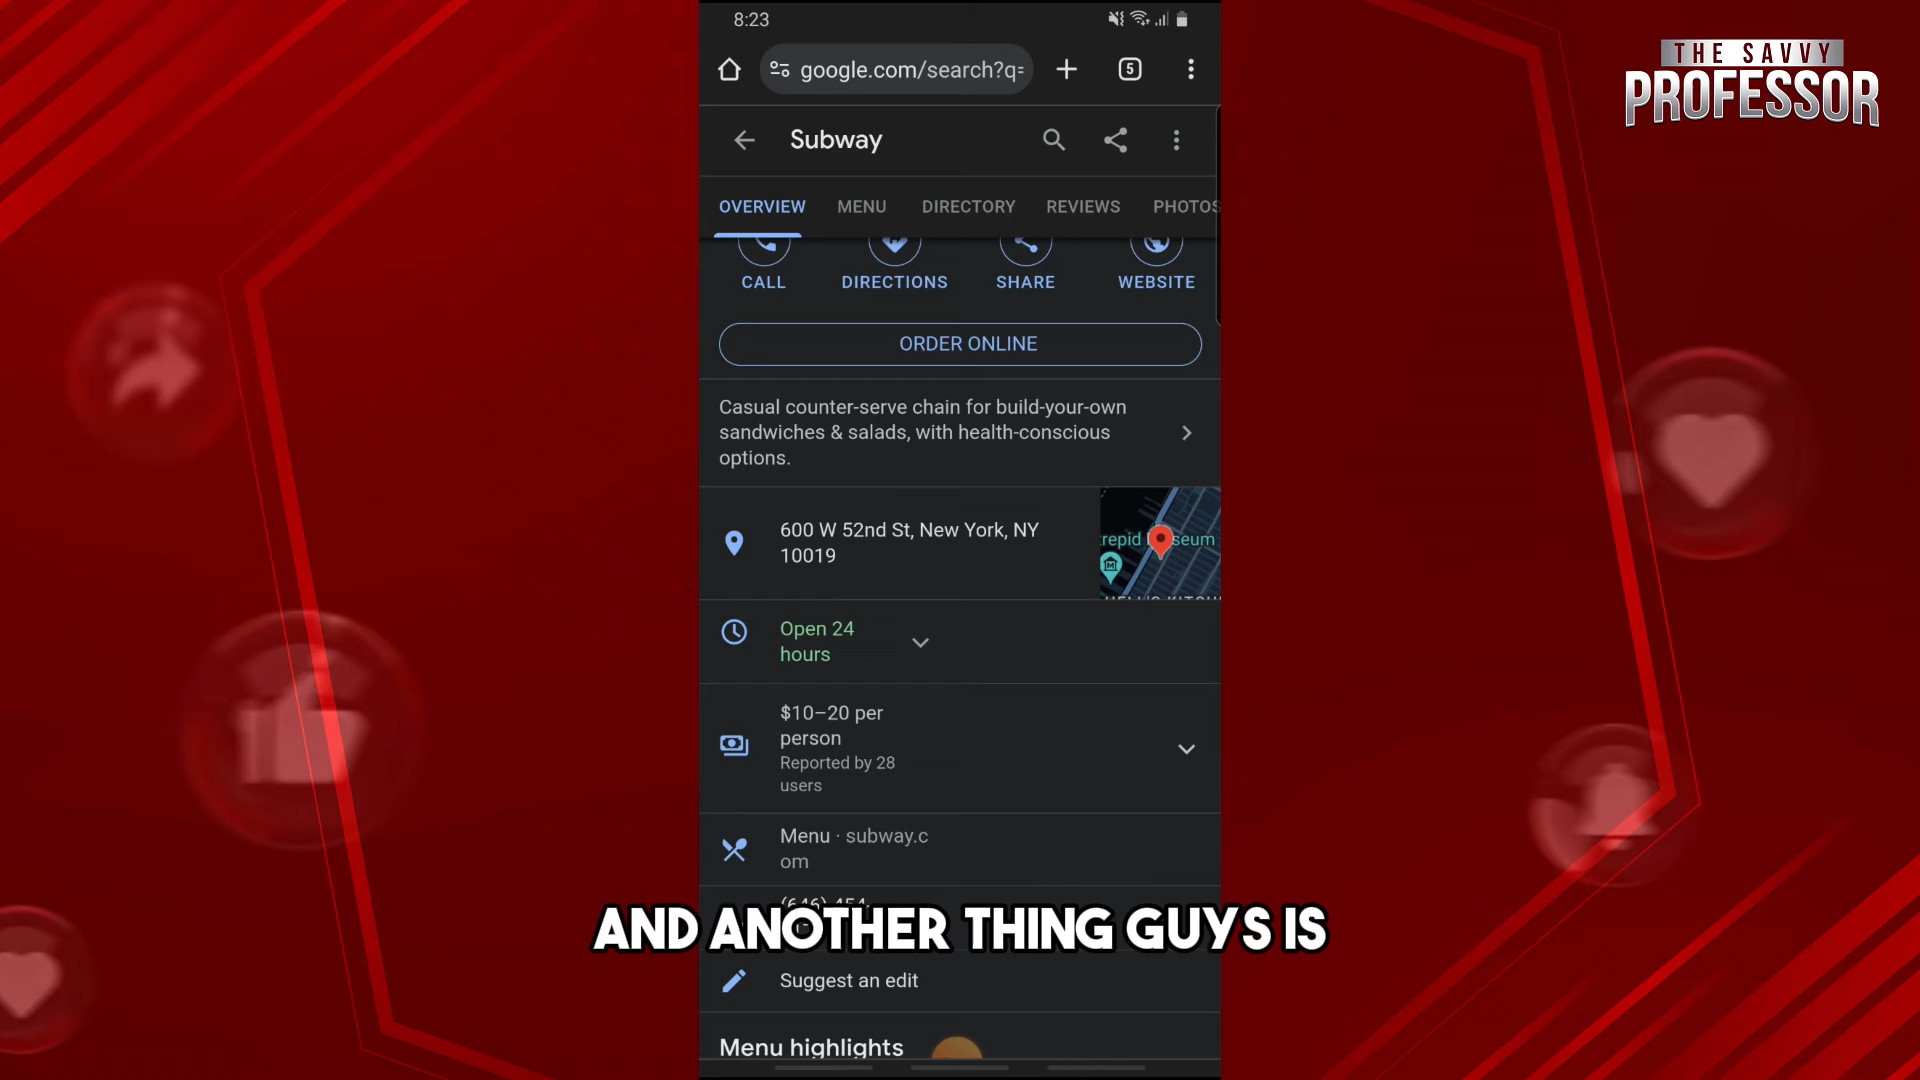 8:23
THE SAVVY
PROFESSOR
google.com/search?q=
5
Subway
OVERVIEW MENU DIRECTORY REVIEWS PHOTOS
CALL DIRECTIONS SHARE WEBSITE
ORDER ONLINE
Casual counter-serve chain for build-your-own
sandwiches & salads, with health-conscious
options.
600 W 52nd St, New York, NY
10019
Open 24
hours
$10–20 per
person
Reported by 28
users
Menu · subway.c
om
AND ANOTHER THING GUYS IS
Suggest an edit
Menu highlights